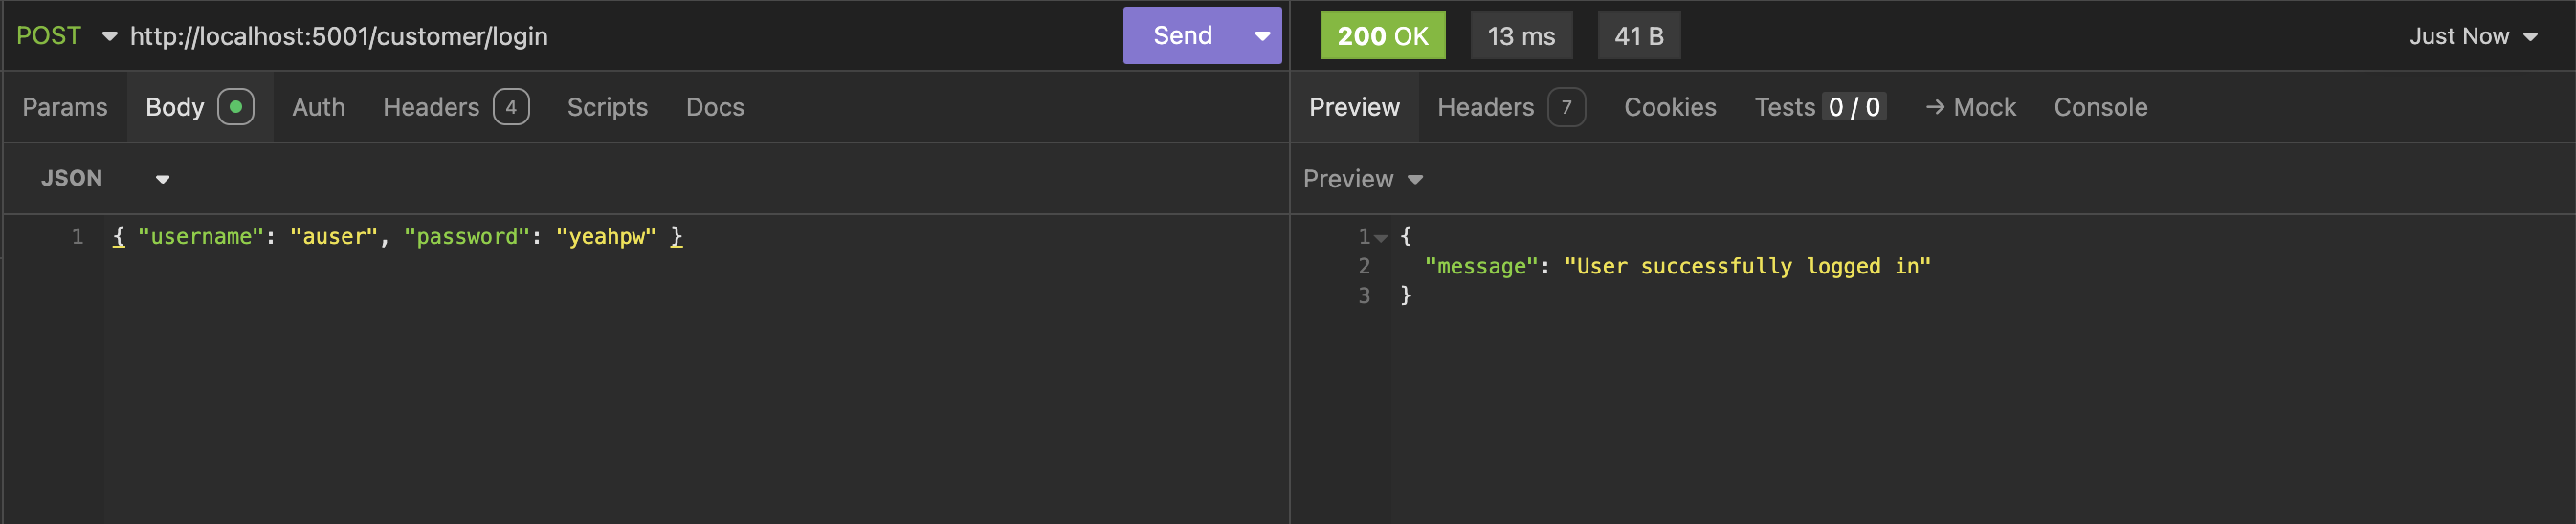 POST http://localhost:5001/customer/login Send
Params Body Auth Headers 4 Scripts Docs
JSON
1 { "username": "auser", "password": "yeahpw" }
200 OK 13 ms 41 B Just Now
Preview Headers 7 Cookies Tests 0 / 0 → Mock Console
Preview
1 {
2 "message": "User successfully logged in"
3 }